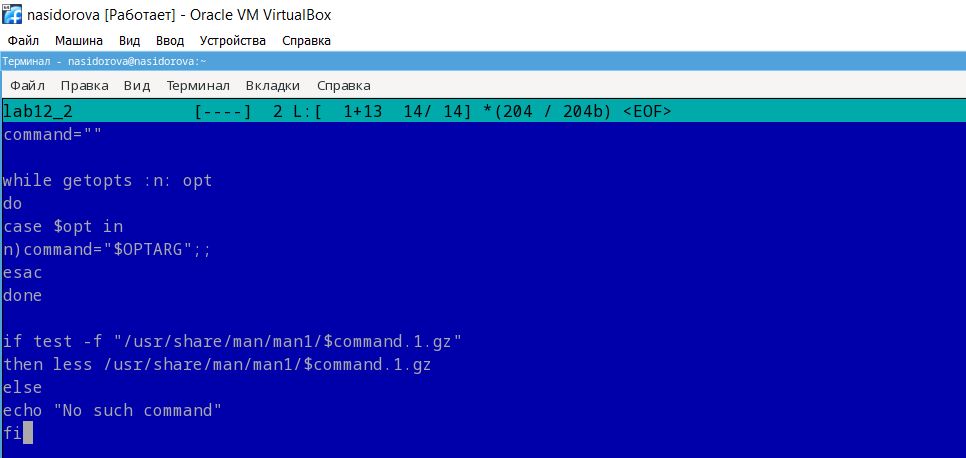 nasidorova [Работает] - Oracle VM VirtualBox
Файл Машина Вид Ввод Устройства Справка
Терминал - nasidorova@nasidorova:~
Файл Правка Вид Терминал Вкладки Справка
lab12_2 [----] 2 L:[ 1+13 14/ 14] *(204 / 204b) <EOF>
command=""
while getopts :n: opt
do
case $opt in
n)command="$OPTARG";;
esac
done
if test -f "/usr/share/man/man1/$command.1.gz"
then less /usr/share/man/man1/$command.1.gz
else
echo "No such command"
fi